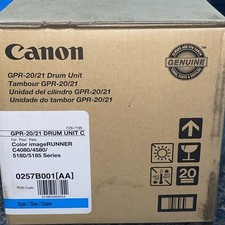 Canon
GENUINE
GPR-20/21 Drum Unit
Tambour GPR-20/21
Unidad del cilindro GPR-20/21
Unidade do tambor GPR-20/21
GPR-20/21 DRUM UNIT C
Color imageRUNNER
C4080/4580/
5180/5185 Series
0257B001[AA]
20